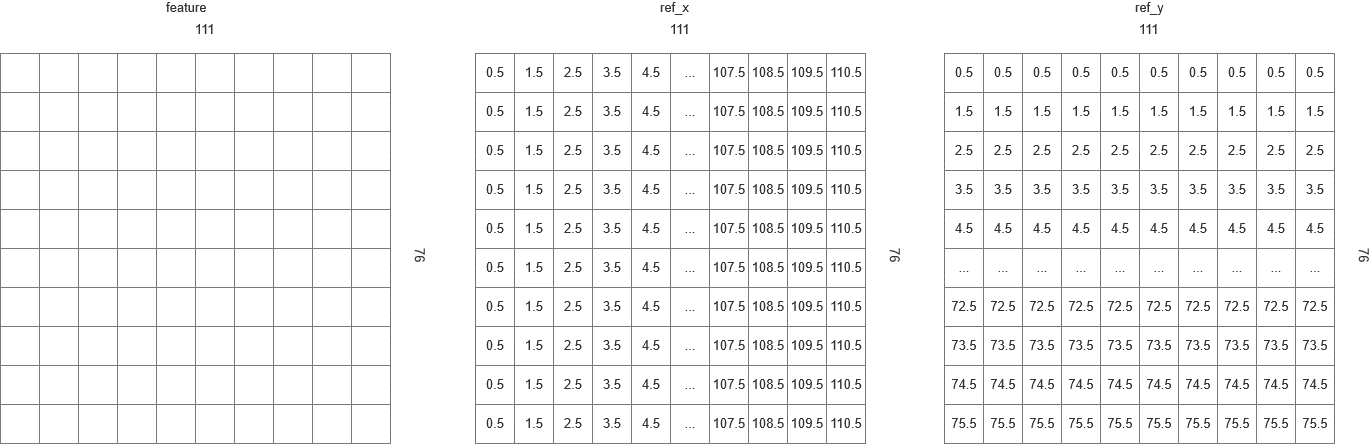 feature
111
76
ref_x
111
0.5 1.5 2.5 3.5 4.5 ... 107.5 108.5 109.5 110.5
0.5 1.5 2.5 3.5 4.5 ... 107.5 108.5 109.5 110.5
0.5 1.5 2.5 3.5 4.5 ... 107.5 108.5 109.5 110.5
0.5 1.5 2.5 3.5 4.5 ... 107.5 108.5 109.5 110.5
0.5 1.5 2.5 3.5 4.5 ... 107.5 108.5 109.5 110.5
0.5 1.5 2.5 3.5 4.5 ... 107.5 108.5 109.5 110.5
0.5 1.5 2.5 3.5 4.5 ... 107.5 108.5 109.5 110.5
0.5 1.5 2.5 3.5 4.5 ... 107.5 108.5 109.5 110.5
0.5 1.5 2.5 3.5 4.5 ... 107.5 108.5 109.5 110.5
0.5 1.5 2.5 3.5 4.5 ... 107.5 108.5 109.5 110.5
76
ref_y
111
0.5 0.5 0.5 0.5 0.5 0.5 0.5 0.5 0.5 0.5
1.5 1.5 1.5 1.5 1.5 1.5 1.5 1.5 1.5 1.5
2.5 2.5 2.5 2.5 2.5 2.5 2.5 2.5 2.5 2.5
3.5 3.5 3.5 3.5 3.5 3.5 3.5 3.5 3.5 3.5
4.5 4.5 4.5 4.5 4.5 4.5 4.5 4.5 4.5 4.5
... ... ... ... ... ... ... ... ... ...
72.5 72.5 72.5 72.5 72.5 72.5 72.5 72.5 72.5 72.5
73.5 73.5 73.5 73.5 73.5 73.5 73.5 73.5 73.5 73.5
74.5 74.5 74.5 74.5 74.5 74.5 74.5 74.5 74.5 74.5
75.5 75.5 75.5 75.5 75.5 75.5 75.5 75.5 75.5 75.5
76